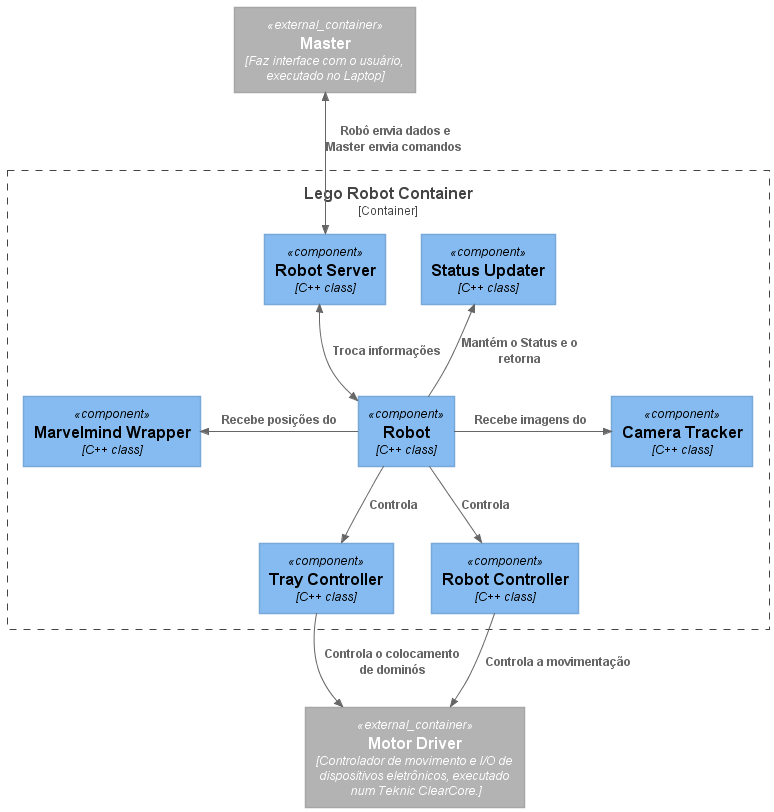 «external_container»
Master
[Faz interface com o usuário,
executado no Laptop]
Robô envia dados e
Master envia comandos
Lego Robot Container
[Container]
«component»
Robot Server
[C++ class]
«component»
Status Updater
[C++ class]
Troca informações
Mantém o Status e o
retorna
«component»
Marvelmind Wrapper
[C++ class]
Recebe posições do
«component»
Robot
[C++ class]
Recebe imagens do
«component»
Camera Tracker
[C++ class]
Controla
Controla
«component»
Tray Controller
[C++ class]
«component»
Robot Controller
[C++ class]
Controla o colocamento
de dominós
Controla a movimentação
«external_container»
Motor Driver
[Controlador de movimento e I/O de
dispositivos eletrônicos, executado
num Teknic ClearCore.]